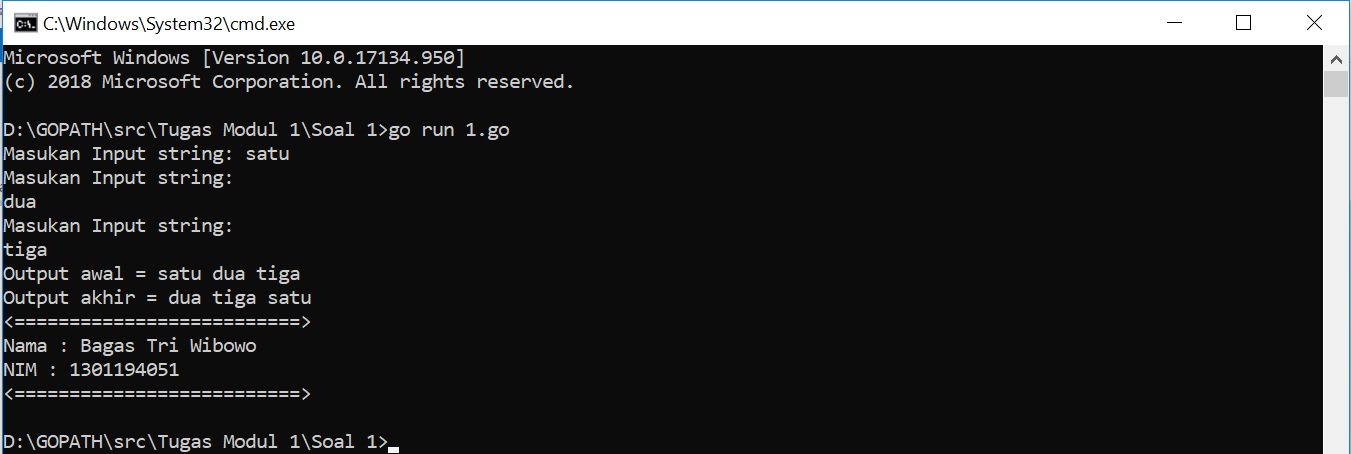 C:\Windows\System32\cmd.exe
Microsoft Windows [Version 10.0.17134.950]
(c) 2018 Microsoft Corporation. All rights reserved.
D:\GOPATH\src\Tugas Modul 1\Soal 1>go run 1.go
Masukan Input string: satu
Masukan Input string:
dua
Masukan Input string:
tiga
Output awal = satu dua tiga
Output akhir = dua tiga satu
<==========================>
Nama : Bagas Tri Wibowo
NIM : 1301194051
<==========================>
D:\GOPATH\src\Tugas Modul 1\Soal 1>